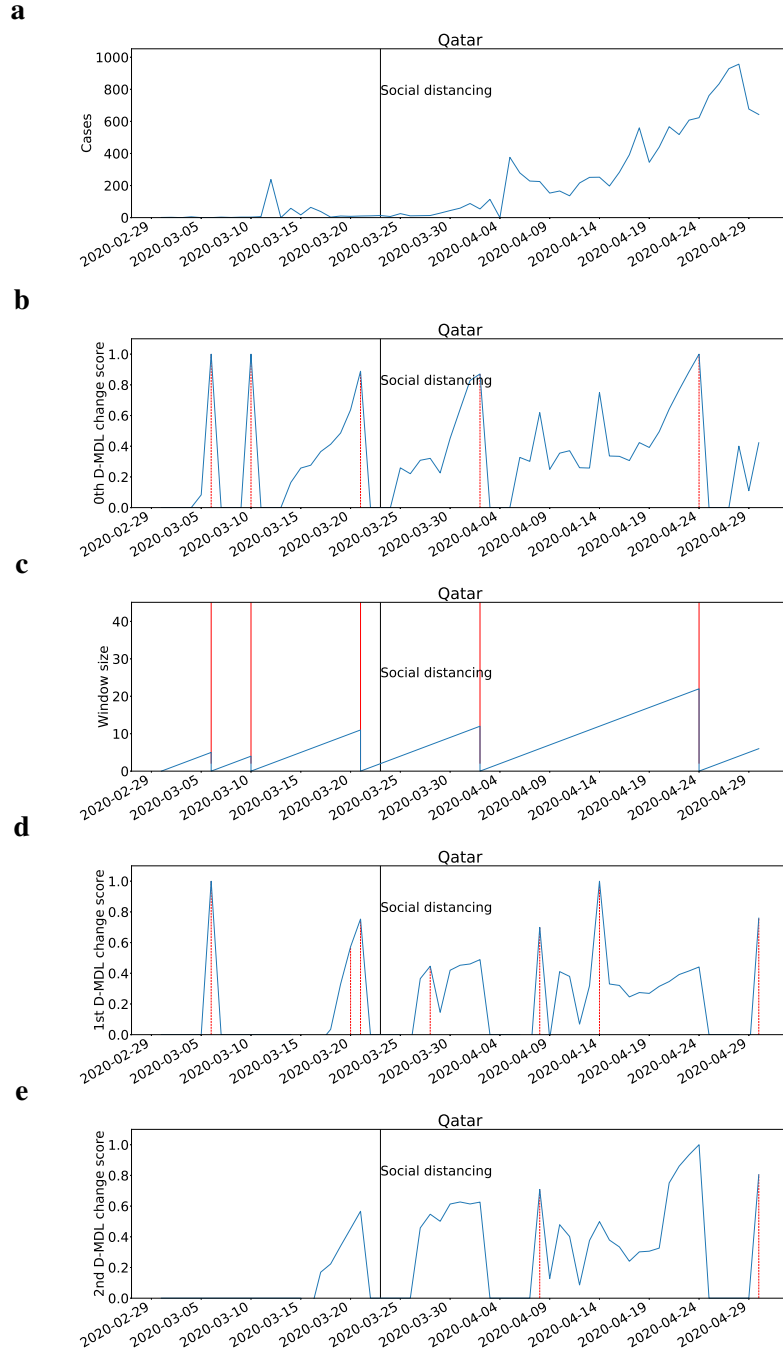 a
Qatar
1000
800
600
400
200
0
Cases
Social distancing
2020-02-29 2020-03-05 2020-03-10 2020-03-15 2020-03-20 2020-03-25 2020-03-30 2020-04-04 2020-04-09 2020-04-14 2020-04-19 2020-04-24 2020-04-29
b
Qatar
1.0
0.8
0.6
0.4
0.2
0.0
0th D-MDL change score
Social distancing
2020-02-29 2020-03-05 2020-03-10 2020-03-15 2020-03-20 2020-03-25 2020-03-30 2020-04-04 2020-04-09 2020-04-14 2020-04-19 2020-04-24 2020-04-29
c
Qatar
40
30
20
10
0
Window size
Social distancing
2020-02-29 2020-03-05 2020-03-10 2020-03-15 2020-03-20 2020-03-25 2020-03-30 2020-04-04 2020-04-09 2020-04-14 2020-04-19 2020-04-24 2020-04-29
d
Qatar
1.0
0.8
0.6
0.4
0.2
0.0
1st D-MDL change score
Social distancing
2020-02-29 2020-03-05 2020-03-10 2020-03-15 2020-03-20 2020-03-25 2020-03-30 2020-04-04 2020-04-09 2020-04-14 2020-04-19 2020-04-24 2020-04-29
e
Qatar
1.0
0.8
0.6
0.4
0.2
0.0
2nd D-MDL change score
Social distancing
2020-02-29 2020-03-05 2020-03-10 2020-03-15 2020-03-20 2020-03-25 2020-03-30 2020-04-04 2020-04-09 2020-04-14 2020-04-19 2020-04-24 2020-04-29